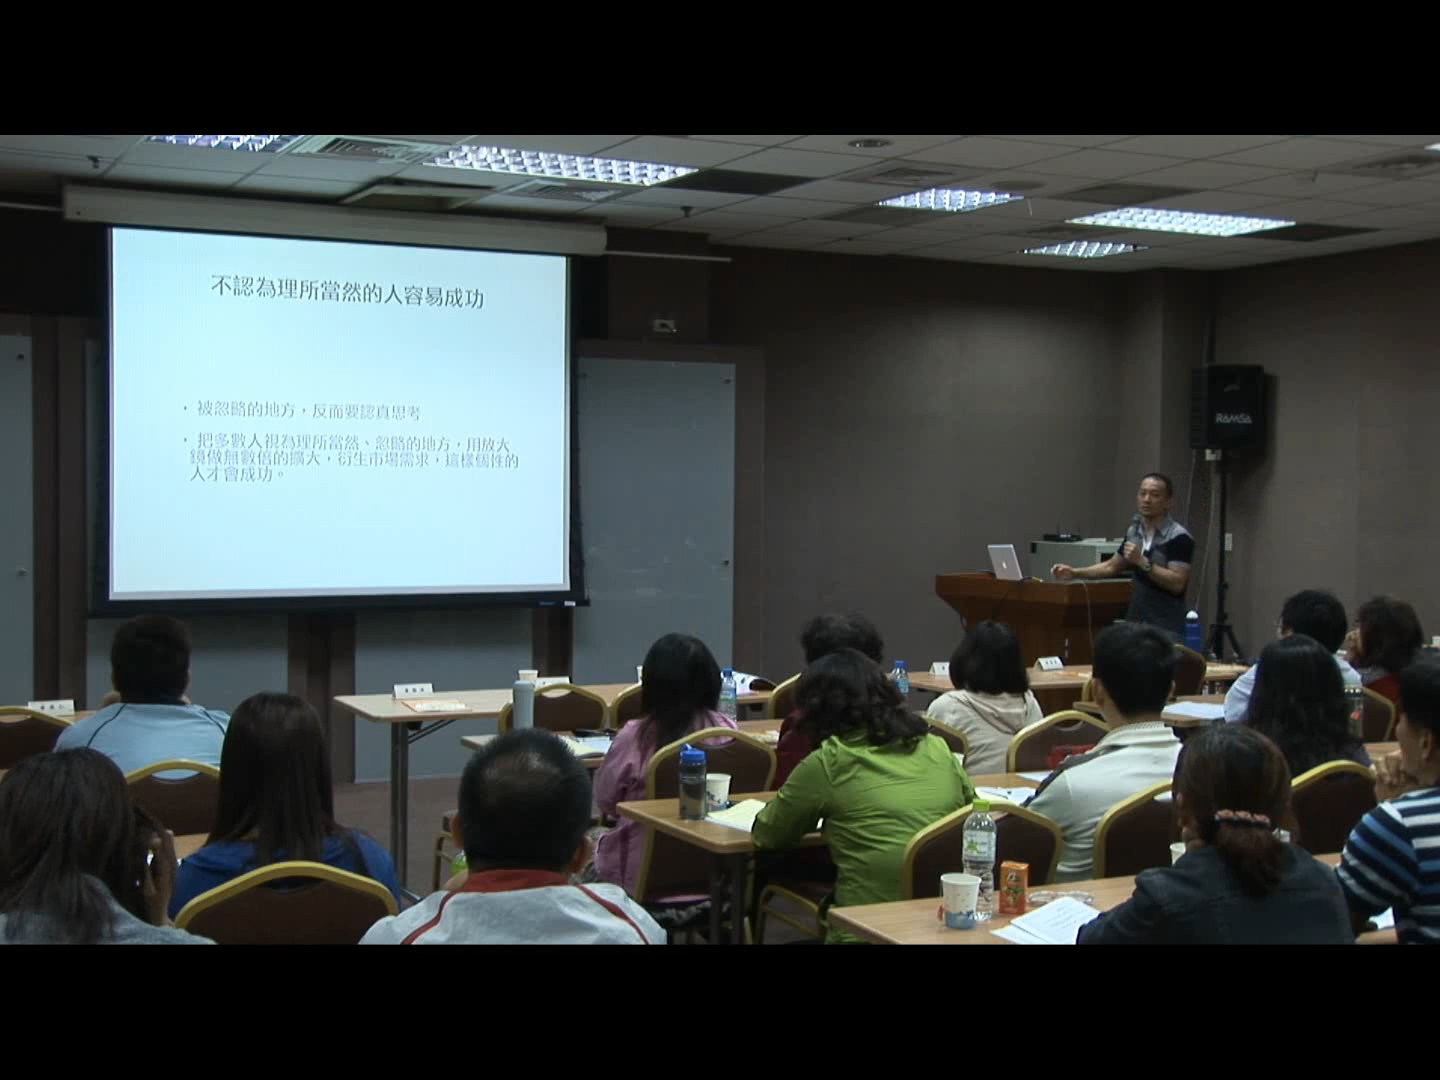 不認為理所當然的人容易成功
• 被忽略的地方，反而要認真思考
• 把多數人視為理所當然、忽略的地方，用放大
鏡做無數倍的擴大，衍生市場需求，這樣個性的
人才會成功。
RAMSA